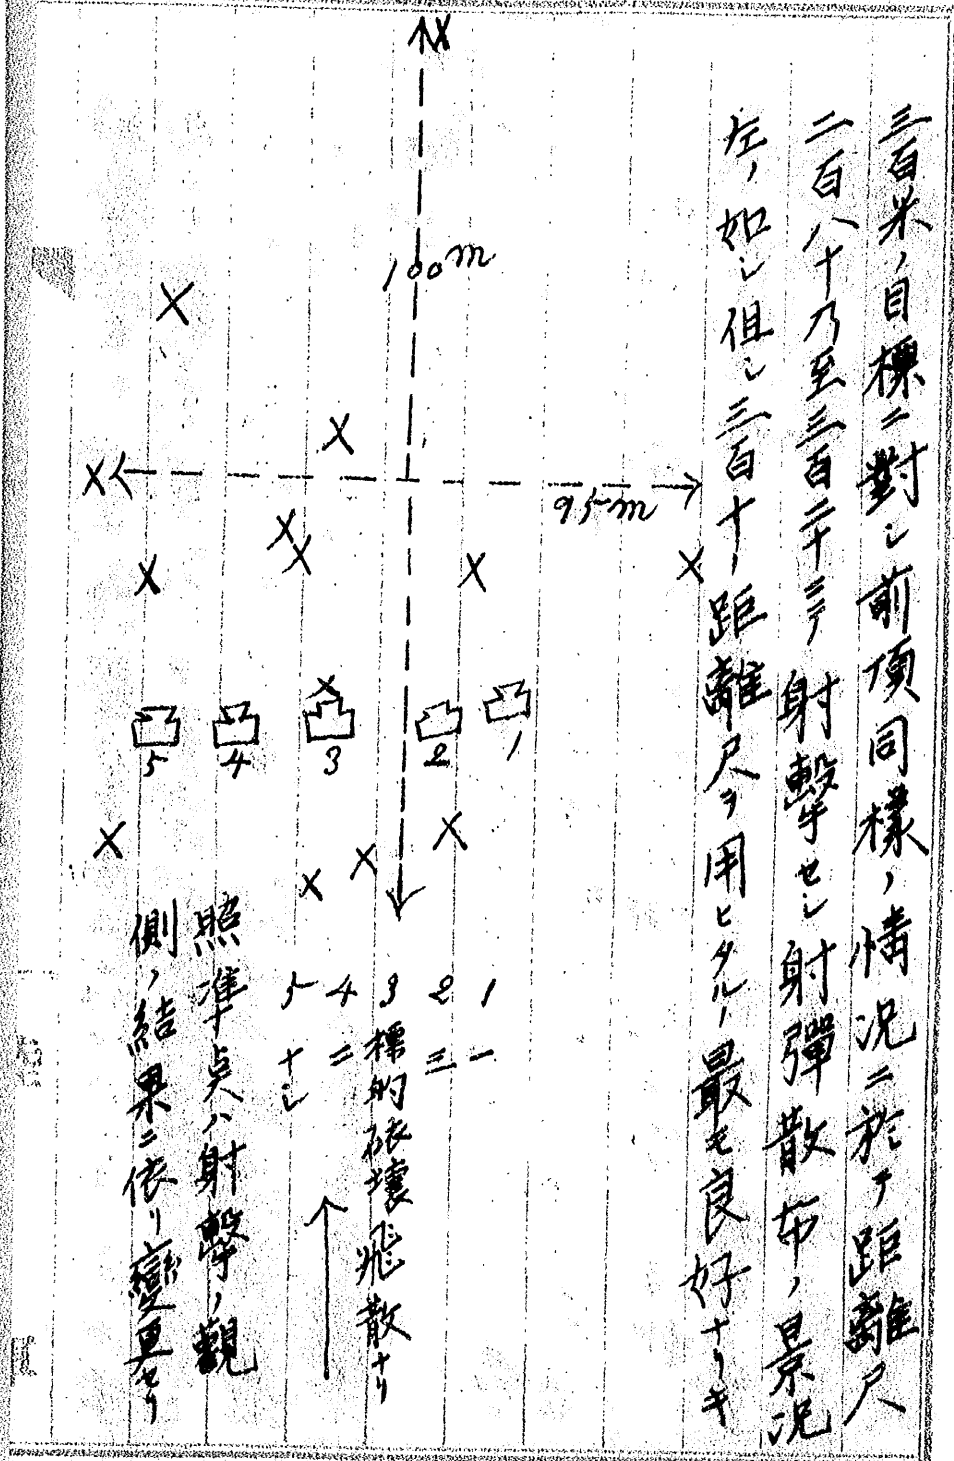 三百米ノ目標ニ對シ前項同樣ノ情況ニ於テ距離尺
二百八十乃至三百二十ニテ射擊セシ射彈散布ノ景況
左ノ如シ但シ三百十ノ距離尺ヲ用ヒタルノ最モ良好ナリキ
100m
95m
1
2
3
4
5
1 一
2 三
3 標的破壞飛散ナリ
4 二
5 ナシ
照準点ハ射擊ノ觀
側ノ結果ニ依リ變更セリ